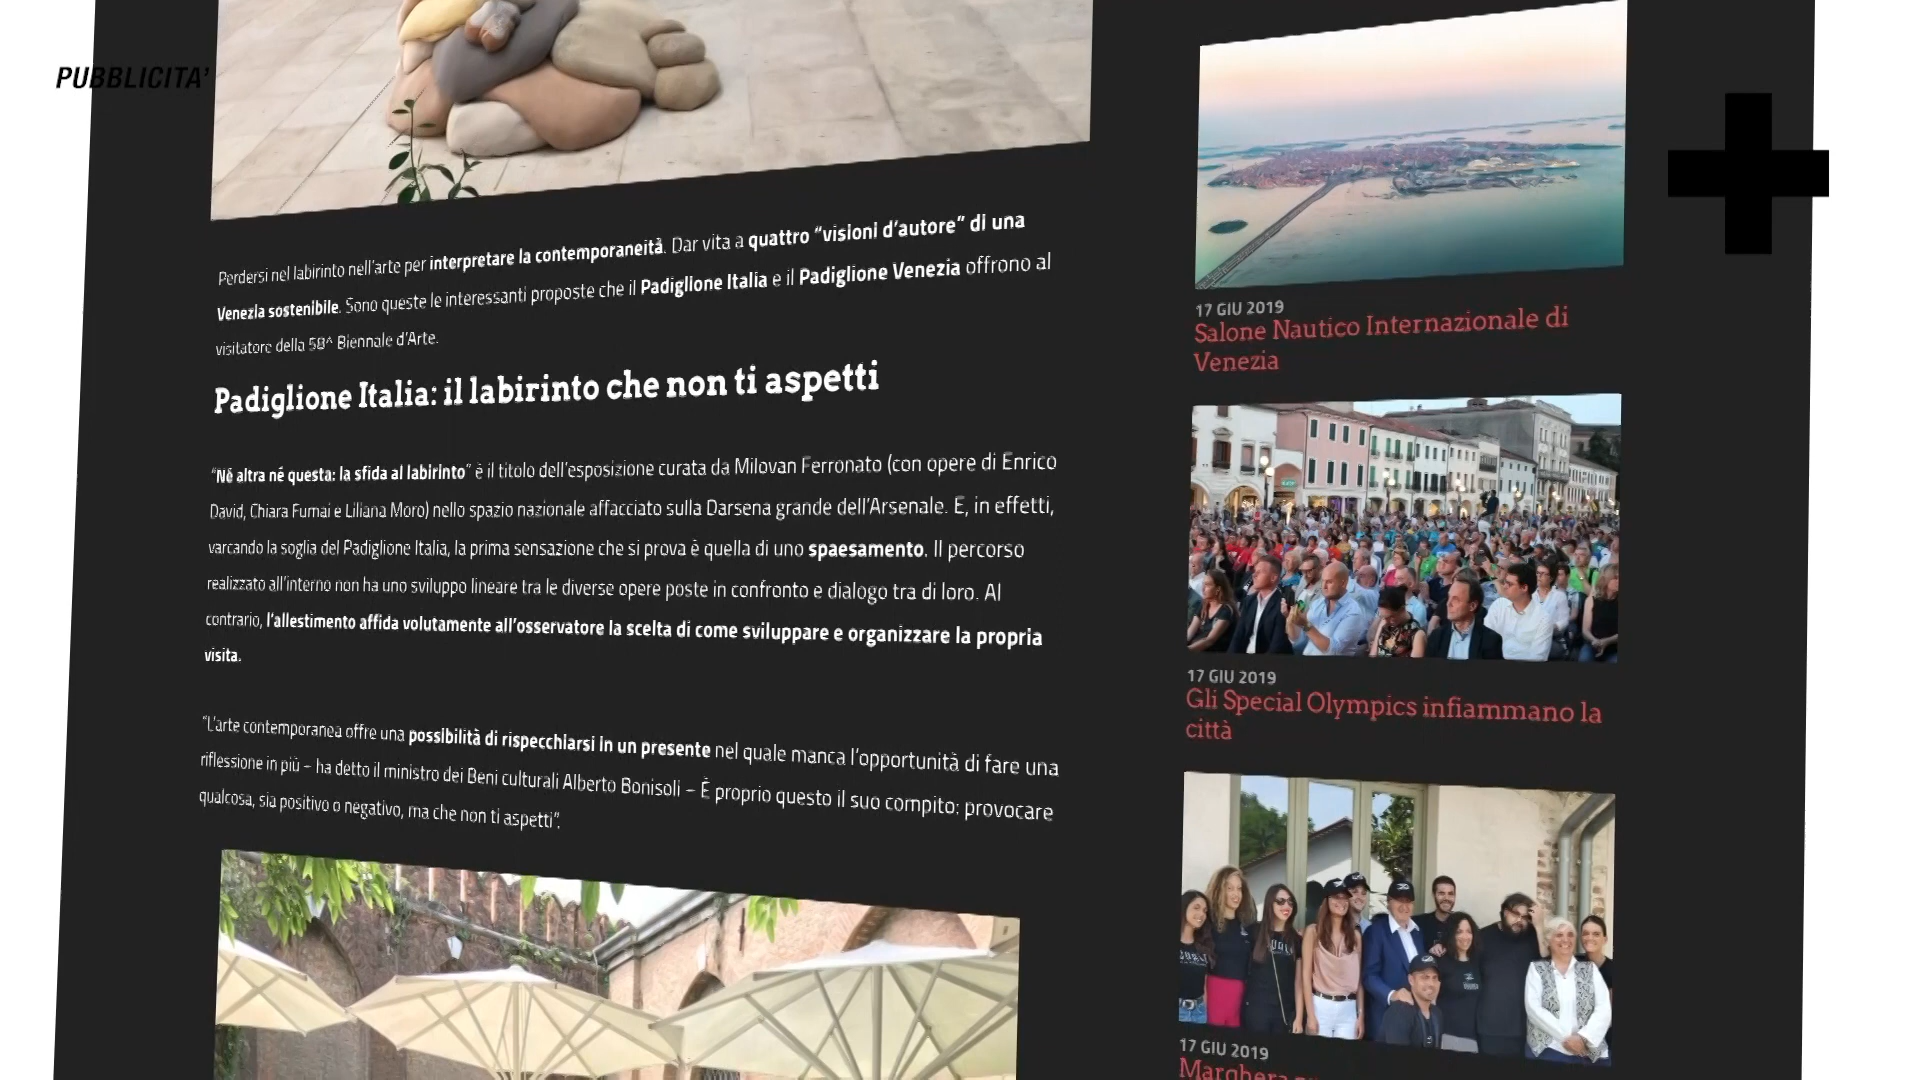 PUBBLICITA'
Perdersi nel labirinto nell'arte per interpretare la contemporaneità. Dar vita a quattro “visioni d'autore” di una
Venezia sostenibile. Sono queste le interessanti proposte che il Padiglione Italia e il Padiglione Venezia offrono al
visitatore della 58^ Biennale d'Arte.
Padiglione Italia: il labirinto che non ti aspetti
“Né altra né questa: la sfida al labirinto” è il titolo dell'esposizione curata da Milovan Ferronato (con opere di Enrico
David, Chiara Fumai e Liliana Moro) nello spazio nazionale affacciato sulla Darsena grande dell'Arsenale. E, in effetti,
varcando la soglia del Padiglione Italia, la prima sensazione che si prova è quella di uno spaesamento. Il percorso
realizzato all'interno non ha uno sviluppo lineare tra le diverse opere poste in confronto e dialogo tra di loro. Al
contrario, l'allestimento affida volutamente all'osservatore la scelta di come sviluppare e organizzare la propria
visita.
“L'arte contemporanea offre una possibilità di rispecchiarsi in un presente nel quale manca l'opportunità di fare una
riflessione in più – ha detto il ministro dei Beni culturali Alberto Bonisoli – È proprio questo il suo compito: provocare
qualcosa, sia positivo o negativo, ma che non ti aspetti”.
17 GIU 2019
Salone Nautico Internazionale di
Venezia
17 GIU 2019
Gli Special Olympics infiammano la
città
17 GIU 2019
Marghera